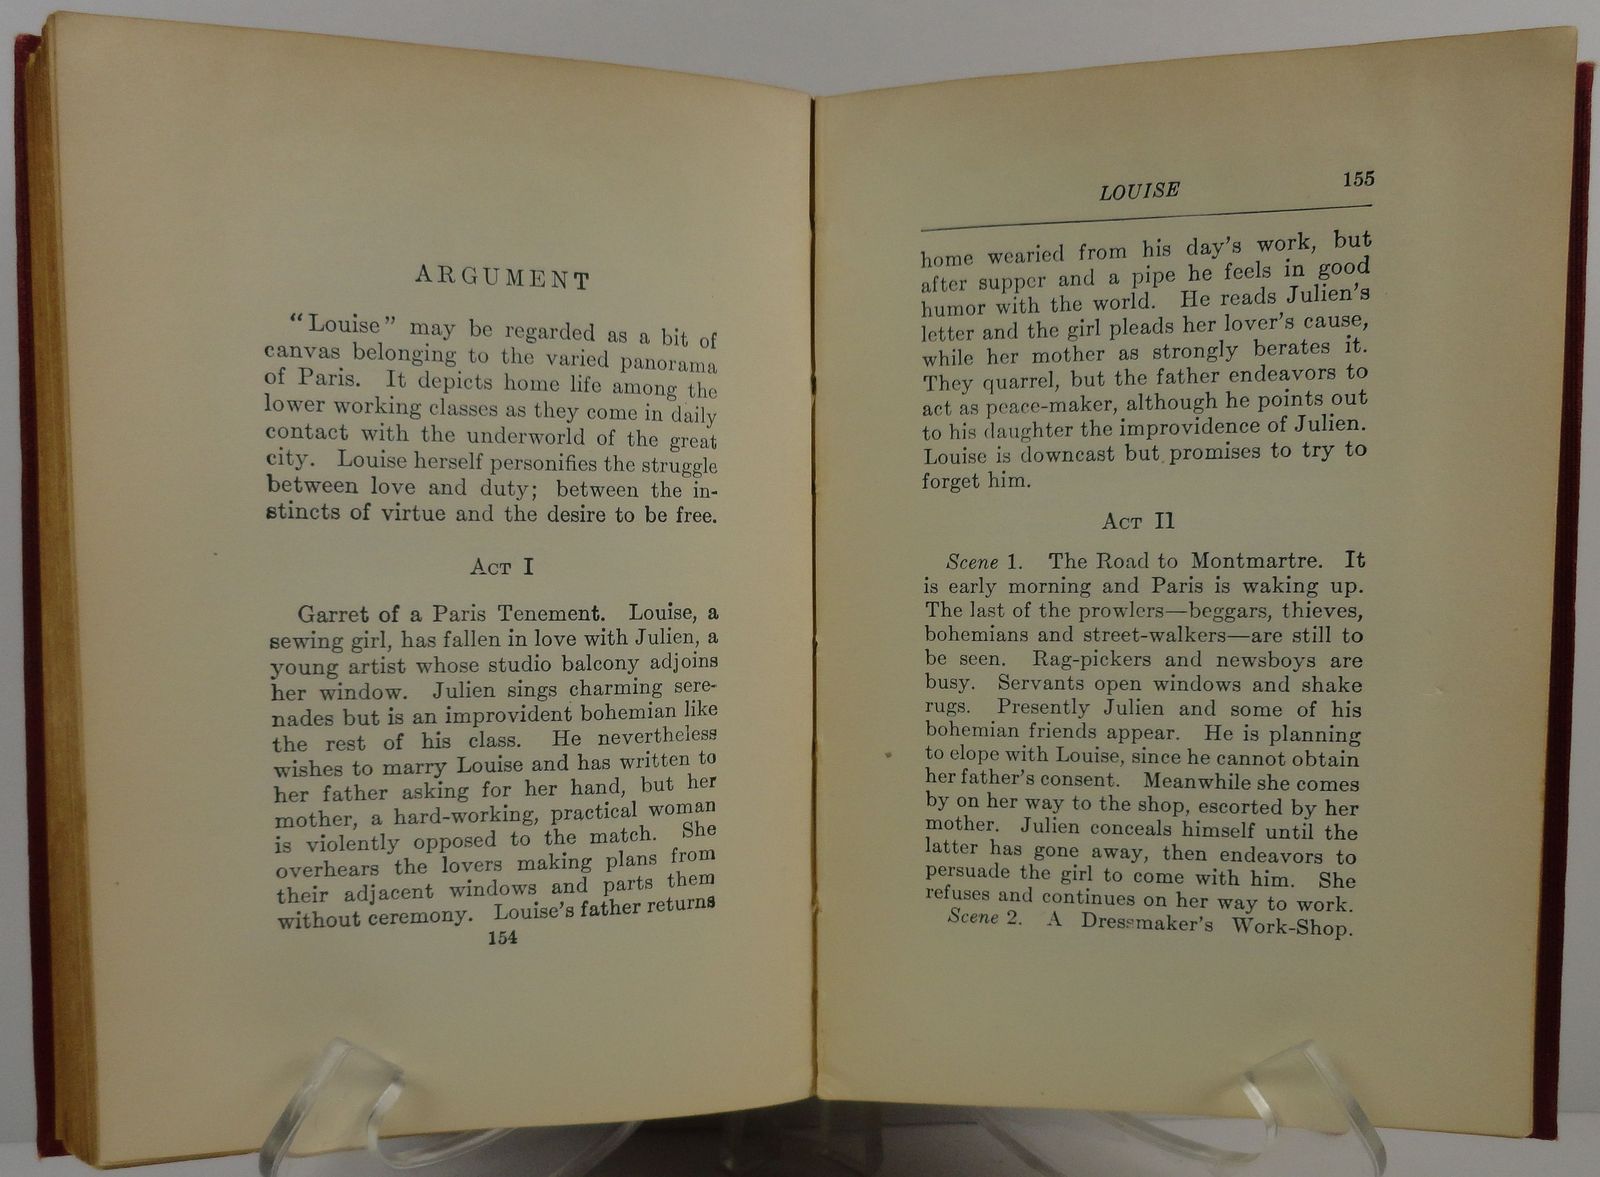 ARGUMENT
"Louise" may be regarded as a bit of
canvas belonging to the varied panorama
of Paris. It depicts home life among the
lower working classes as they come in daily
contact with the underworld of the great
city. Louise herself personifies the struggle
between love and duty; between the in-
stincts of virtue and the desire to be free.
ACT I
Garret of a Paris Tenement. Louise, a
sewing girl, has fallen in love with Julien, a
young artist whose studio balcony adjoins
her window. Julien sings charming sere-
nades but is an improvident bohemian like
the rest of his class. He nevertheless
wishes to marry Louise and has written to
her father asking for her hand, but her
mother, a hard-working, practical woman
is violently opposed to the match. She
overhears the lovers making plans from
their adjacent windows and parts them
without ceremony. Louise's father returns
154
LOUISE 155
home wearied from his day's work, but
after supper and a pipe he feels in good
humor with the world. He reads Julien's
letter and the girl pleads her lover's cause,
while her mother as strongly berates it.
They quarrel, but the father endeavors to
act as peace-maker, although he points out
to his daughter the improvidence of Julien.
Louise is downcast but promises to try to
forget him.
ACT II
Scene 1. The Road to Montmartre. It
is early morning and Paris is waking up.
The last of the prowlers—beggars, thieves,
bohemians and street-walkers—are still to
be seen. Rag-pickers and newsboys are
busy. Servants open windows and shake
rugs. Presently Julien and some of his
bohemian friends appear. He is planning
to elope with Louise, since he cannot obtain
her father's consent. Meanwhile she comes
by on her way to the shop, escorted by her
mother. Julien conceals himself until the
latter has gone away, then endeavors to
persuade the girl to come with him. She
refuses and continues on her way to work.
Scene 2. A Dressmaker's Work-Shop.